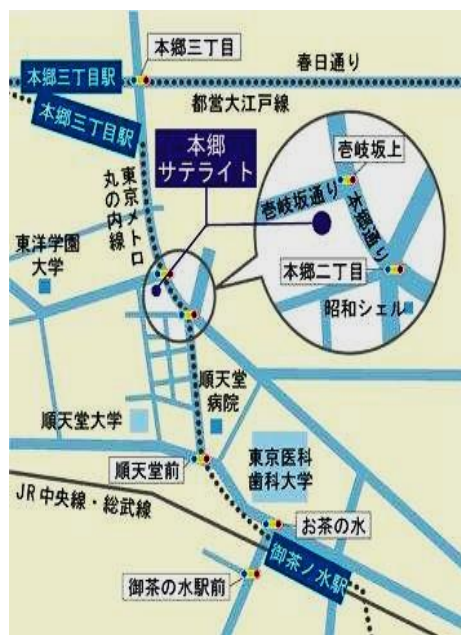 本郷三丁目
春日通り
本郷三丁目駅
都営大江戸線
本郷三丁目駅
本郷
サテライト
壱岐坂上
東京メトロ
丸の内線
壱岐坂通り
本郷通り
東洋学園
大学
本郷二丁目
昭和シェル
順天堂
病院
順天堂大学
順天堂前
東京医科
歯科大学
JR中央線・総武線
お茶の水
御茶ノ水駅
御茶の水駅前